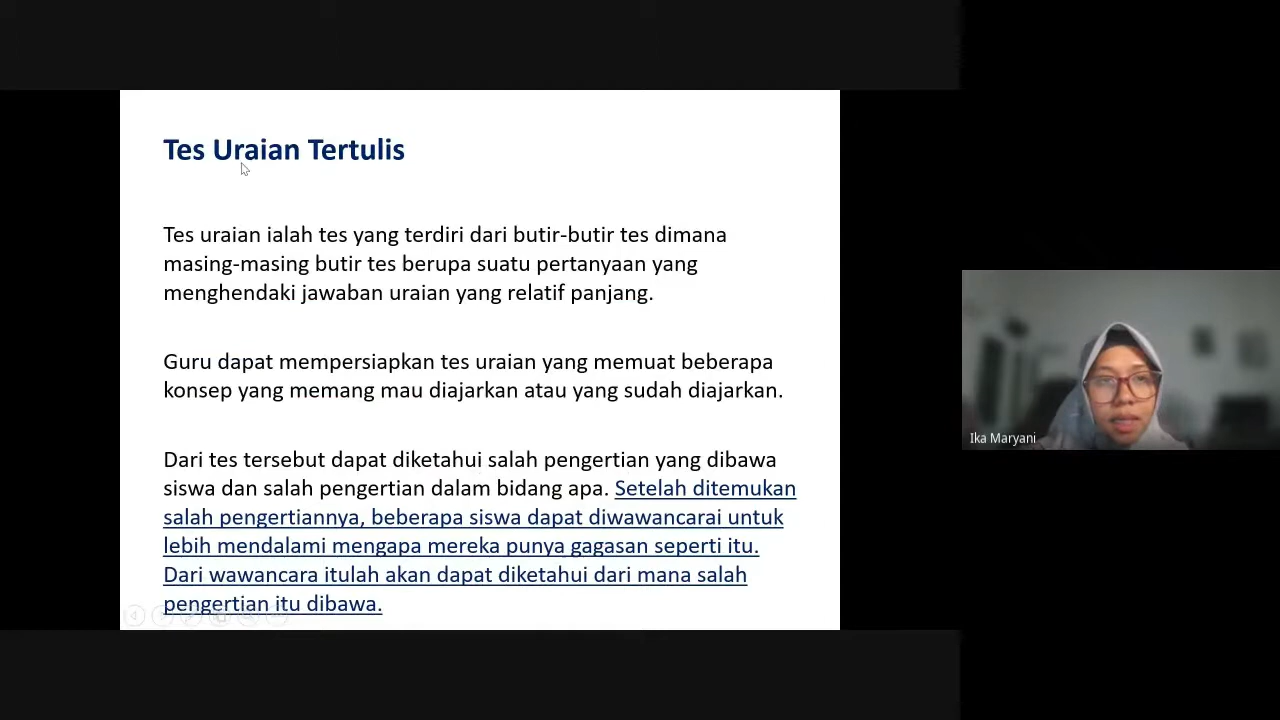 Tes Uraian Tertulis
Tes uraian ialah tes yang terdiri dari butir-butir tes dimana
masing-masing butir tes berupa suatu pertanyaan yang
menghendaki jawaban uraian yang relatif panjang.
Guru dapat mempersiapkan tes uraian yang memuat beberapa
konsep yang memang mau diajarkan atau yang sudah diajarkan.
Dari tes tersebut dapat diketahui salah pengertian yang dibawa
siswa dan salah pengertian dalam bidang apa. Setelah ditemukan
salah pengertiannya, beberapa siswa dapat diwawancarai untuk
lebih mendalami mengapa mereka punya gagasan seperti itu.
Dari wawancara itulah akan dapat diketahui dari mana salah
pengertian itu dibawa.
Ika Maryani